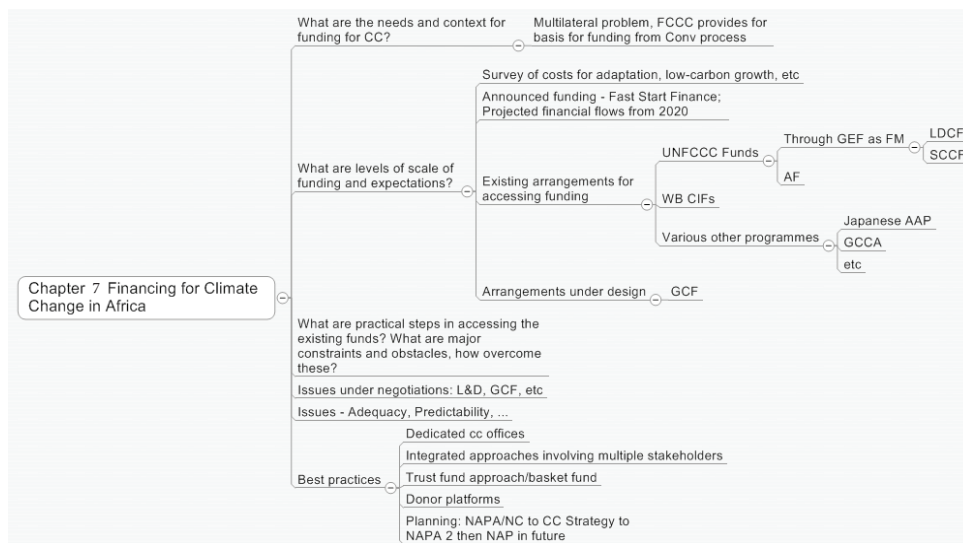 What are the needs and context for
funding for CC?
Multilateral problem, FCCC provides for
basis for funding from Conv process
Survey of costs for adaptation, low-carbon growth, etc
Announced funding - Fast Start Finance;
Projected financial flows from 2020
What are levels of scale of
funding and expectations?
Existing arrangements for
accessing funding
UNFCCC Funds
Through GEF as FM
LDCF
SCCF
AF
WB CIFs
Various other programmes
Japanese AAP
GCCA
etc
Arrangements under design
GCF
Chapter 7 Financing for Climate
Change in Africa
What are practical steps in accessing the
existing funds? What are major
constraints and obstacles, how overcome
these?
Issues under negotiations: L&D, GCF, etc
Issues - Adequacy, Predictability, ...
Best practices
Dedicated cc offices
Integrated approaches involving multiple stakeholders
Trust fund approach/basket fund
Donor platforms
Planning: NAPA/NC to CC Strategy to
NAPA 2 then NAP in future